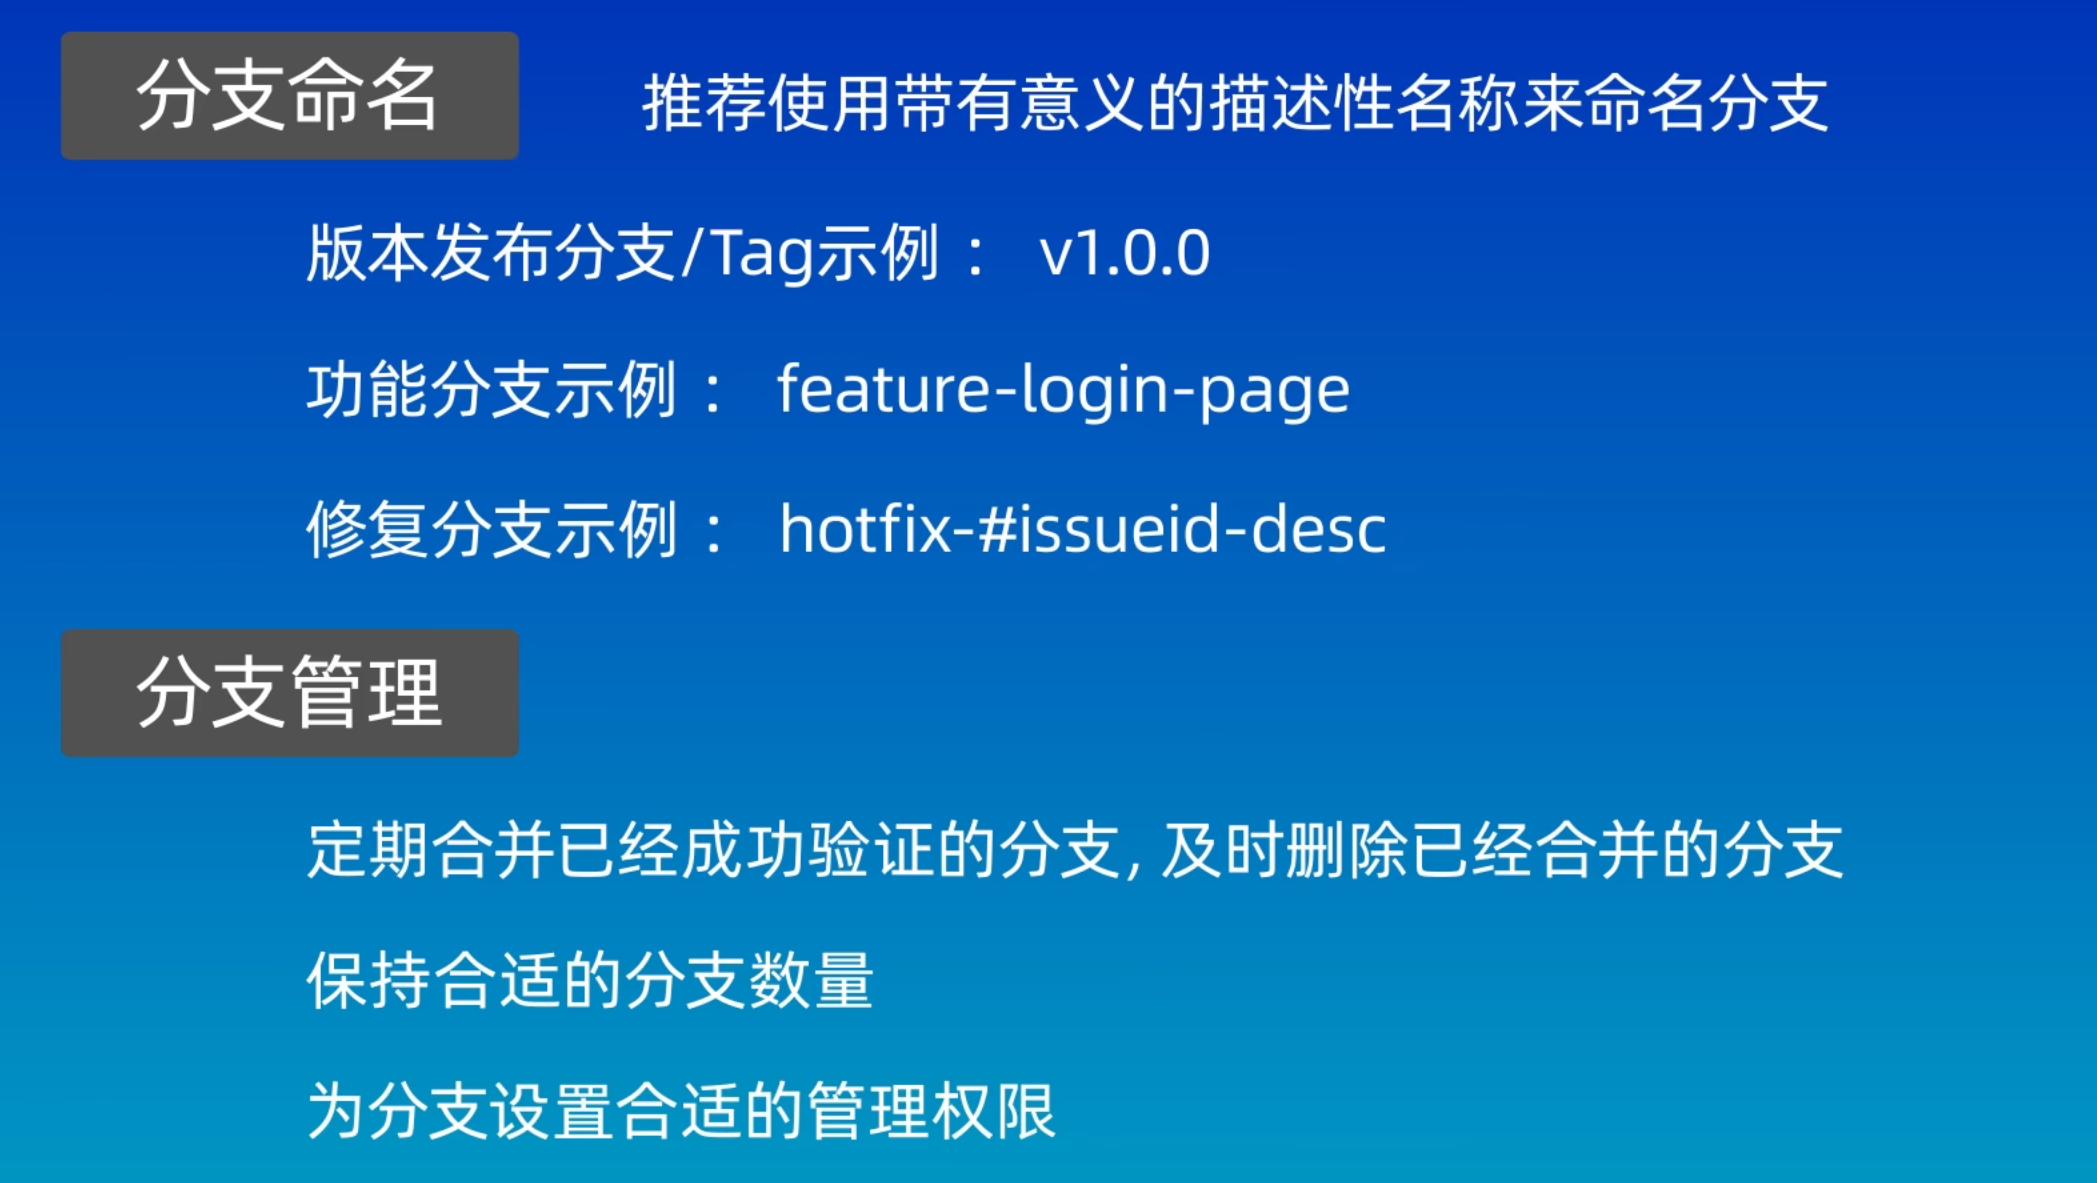 分支命名
推荐使用带有意义的描述性名称来命名分支
版本发布分支/Tag示例： v1.0.0
功能分支示例： feature-login-page
修复分支示例： hotfix-#issueid-desc
分支管理
定期合并已经成功验证的分支, 及时删除已经合并的分支
保持合适的分支数量
为分支设置合适的管理权限